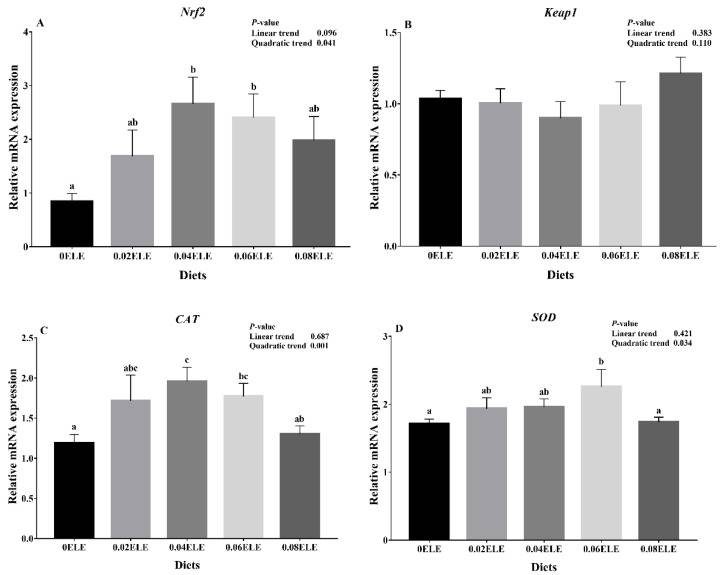 A
Nrf2
P-value
Linear trend 0.096
Quadratic trend 0.041
Relative mRNA expression
4
3
2
1
0
a
ab
b
b
ab
0ELE 0.02ELE 0.04ELE 0.06ELE 0.08ELE
Diets
B
Keap1
P-value
Linear trend 0.383
Quadratic trend 0.110
Relative mRNA expression
1.5
1.0
0.5
0.0
0ELE 0.02ELE 0.04ELE 0.06ELE 0.08ELE
Diets
C
CAT
P-value
Linear trend 0.687
Quadratic trend 0.001
Relative mRNA expression
2.5
2.0
1.5
1.0
0.5
0.0
a
abc
c
bc
ab
0ELE 0.02ELE 0.04ELE 0.06ELE 0.08ELE
Diets
D
SOD
P-value
Linear trend 0.421
Quadratic trend 0.034
Relative mRNA expression
3
2
1
0
a
ab
ab
b
a
0ELE 0.02ELE 0.04ELE 0.06ELE 0.08ELE
Diets